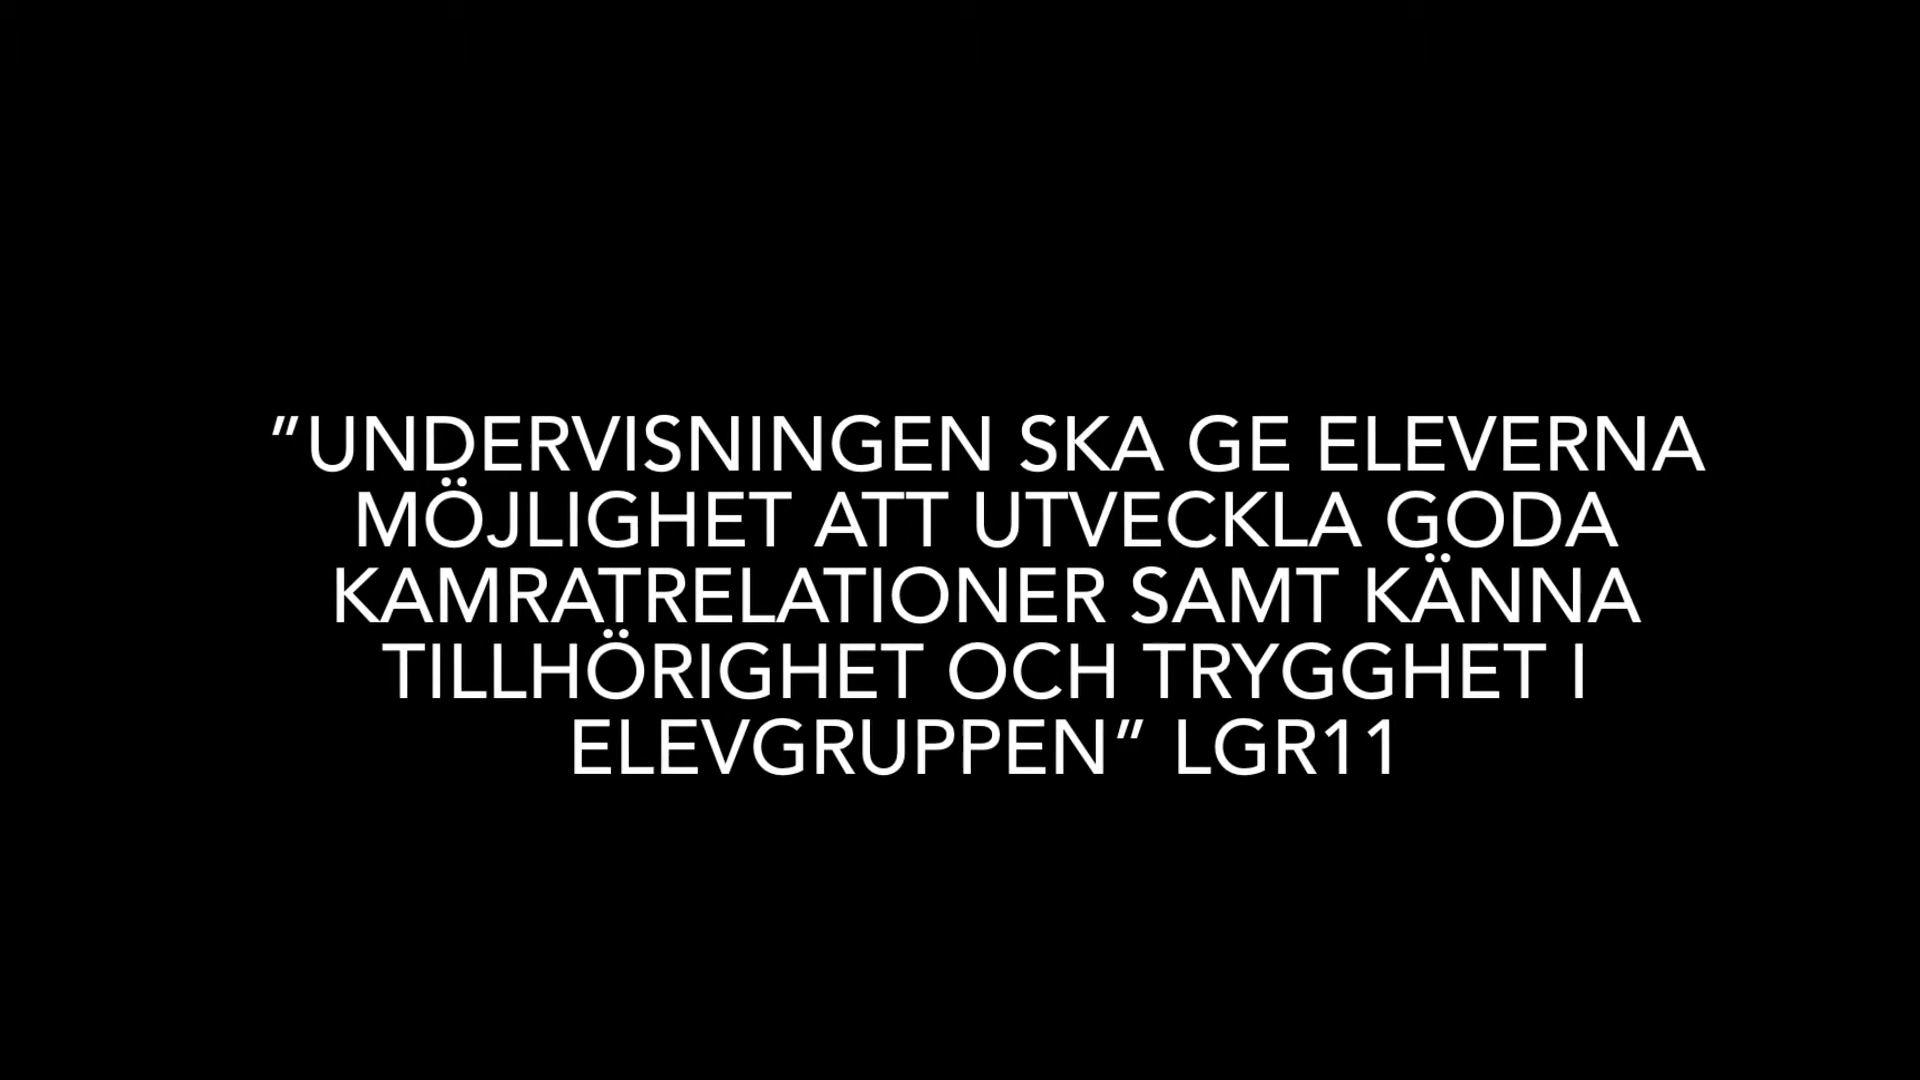 ”UNDERVISNINGEN SKA GE ELEVERNA
MÖJLIGHET ATT UTVECKLA GODA
KAMRATRELATIONER SAMT KÄNNA
TILLHÖRIGHET OCH TRYGGHET I
ELEVGRUPPEN” LGR11